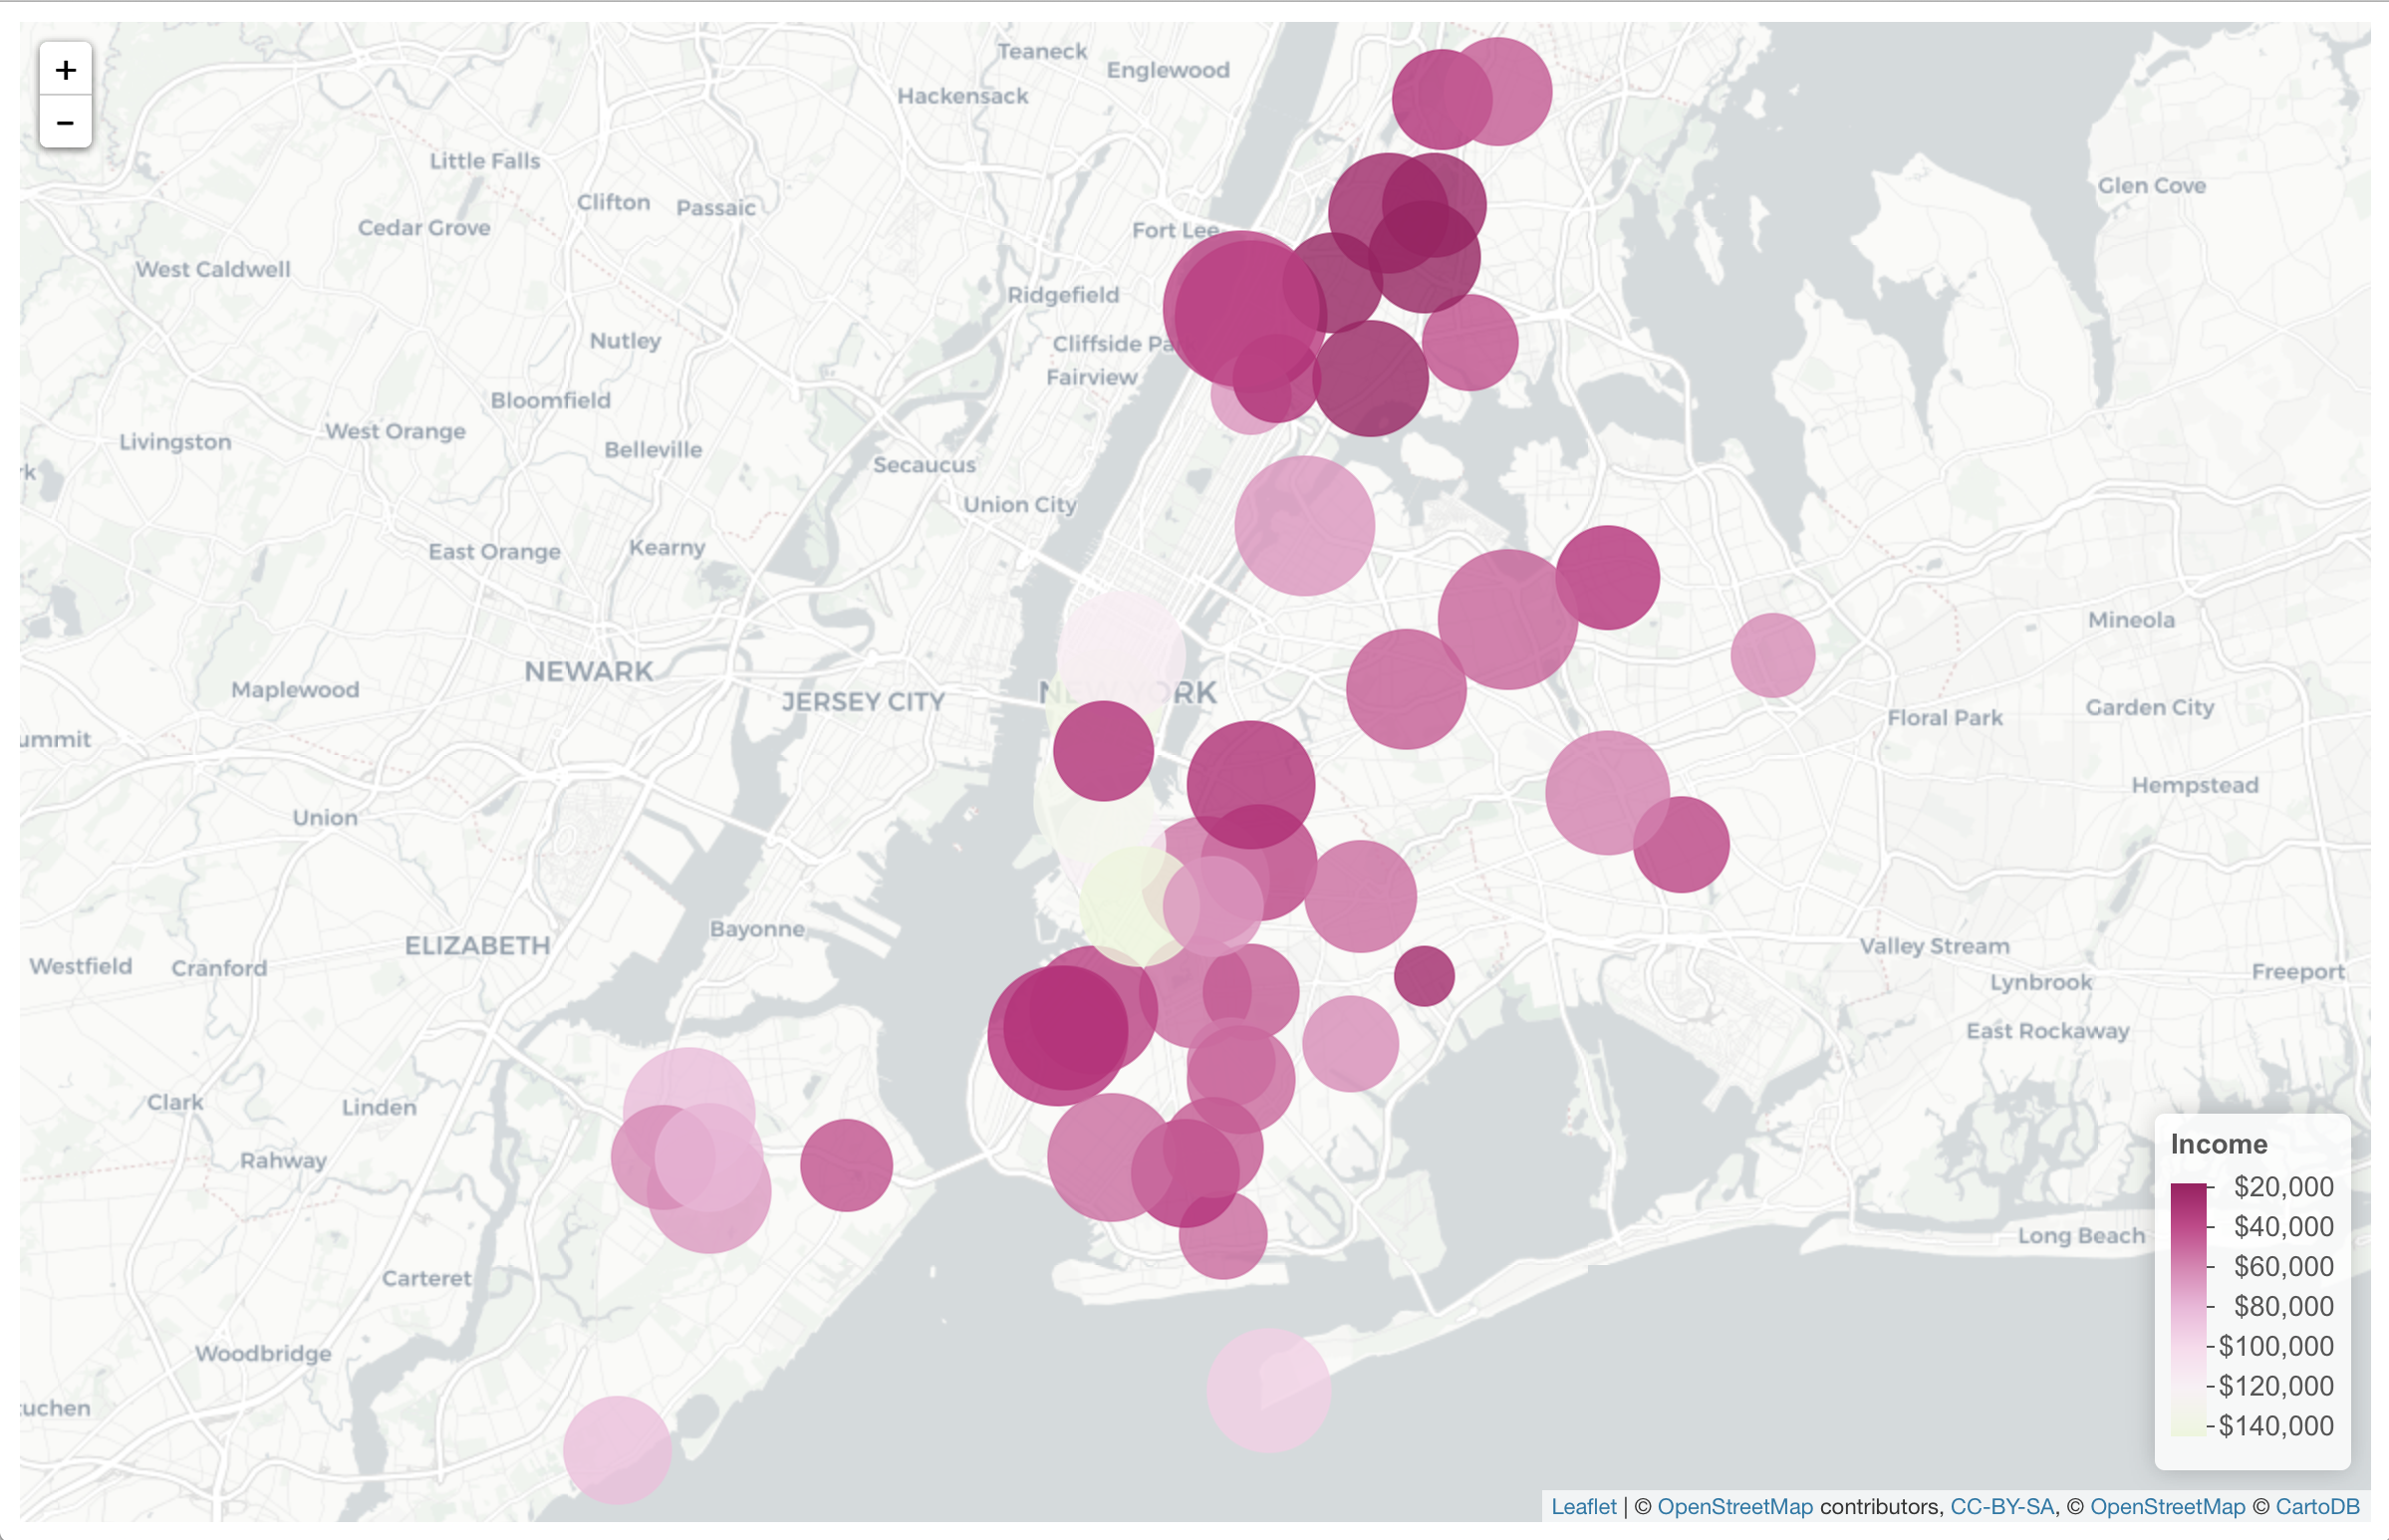 +
−
Teaneck
Englewood
Hackensack
Little Falls
Glen Cove
Clifton
Passaic
Cedar Grove
Fort Lee
West Caldwell
Ridgefield
Nutley
Cliffside Pa
Fairview
Bloomfield
West Orange
Livingston
Belleville
Secaucus
Union City
East Orange
Kearny
Mineola
NEWARK
Maplewood
JERSEY CITY
NEW YORK
Garden City
Floral Park
ummit
Hempstead
Union
Bayonne
ELIZABETH
Valley Stream
Westfield
Cranford
Freeport
Lynbrook
East Rockaway
Clark
Linden
Rahway
Long Beach
Carteret
Woodbridge
uchen
Income
$20,000
$40,000
$60,000
$80,000
$100,000
$120,000
$140,000
Leaflet | © OpenStreetMap contributors, CC-BY-SA, © OpenStreetMap © CartoDB